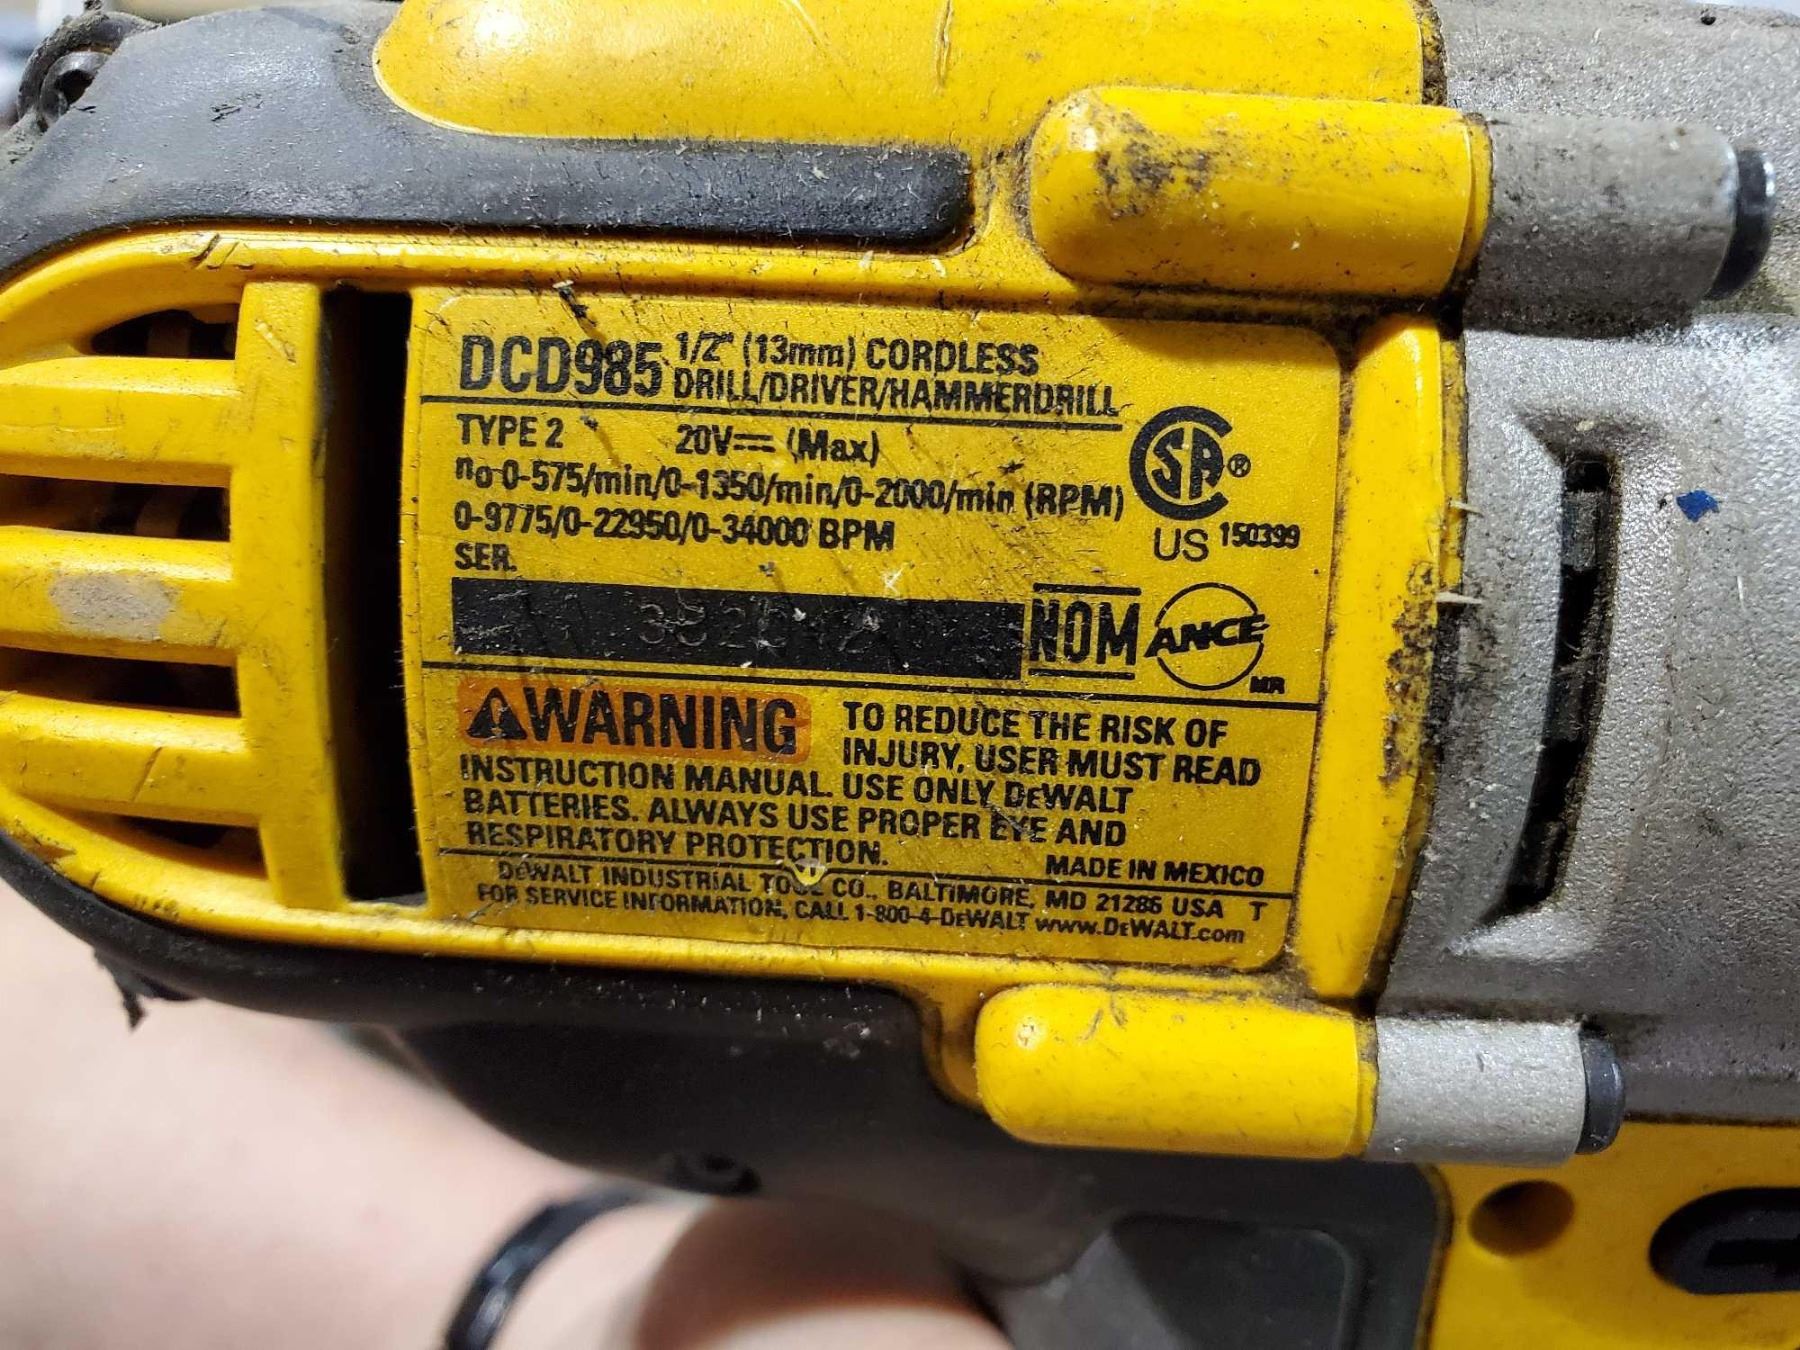 DCD985 1/2" (13mm) CORDLESS
DRILL/DRIVER/HAMMERDRILL
TYPE 2 20V⎓ (Max)
no 0-575/min/0-1350/min/0-2000/min (RPM)
0-9775/0-22950/0-34000 BPM
SER.
CSA®
US 150399
NOM ANCE
MR
⚠WARNING TO REDUCE THE RISK OF
INJURY, USER MUST READ
INSTRUCTION MANUAL. USE ONLY DEWALT
BATTERIES. ALWAYS USE PROPER EYE AND
RESPIRATORY PROTECTION.
MADE IN MEXICO
DEWALT INDUSTRIAL TOOL CO., BALTIMORE, MD 21286 USA T
FOR SERVICE INFORMATION, CALL 1-800-4-DEWALT www.DEWALT.com